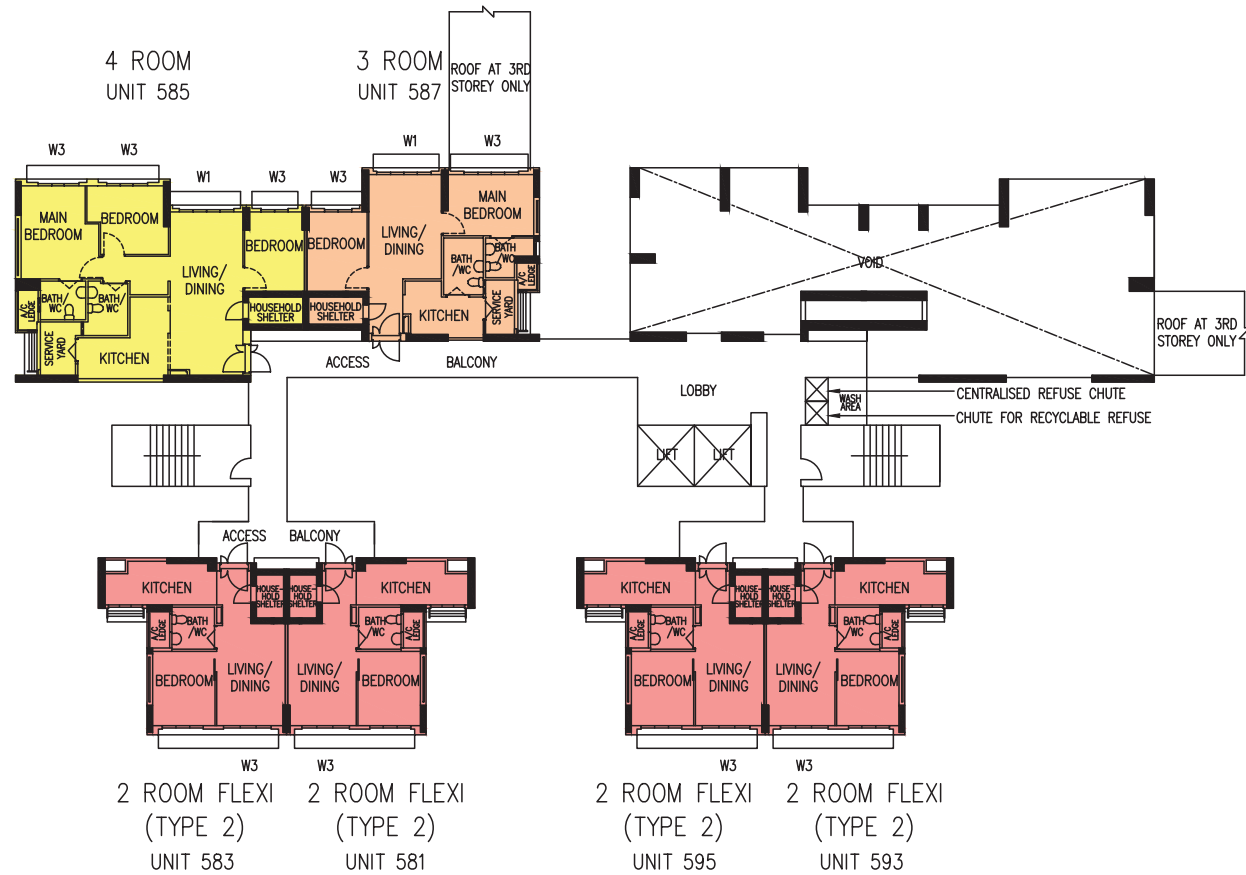 4 ROOM
UNIT 585
3 ROOM
UNIT 587
ROOF AT 3RD
STOREY ONLY
W3
W3
W1
W3
W3
W1
W3
MAIN
BEDROOM
BEDROOM
LIVING/
DINING
BEDROOM
BEDROOM
LIVING/
DINING
MAIN
BEDROOM
BATH/
WC
BATH/
WC
A/C
LEDGE
SERVICE
YARD
KITCHEN
HOUSEHOLD
SHELTER
HOUSEHOLD
SHELTER
BATH
/WC
BATH/
WC
A/C
LEDGE
KITCHEN
SERVICE
YARD
VOID
ROOF AT 3RD
STOREY ONLY
ACCESS BALCONY
LOBBY
LIFT
LIFT
WASH
AREA
CENTRALISED REFUSE CHUTE
CHUTE FOR RECYCLABLE REFUSE
ACCESS BALCONY
KITCHEN
HOUSE-
HOLD
SHELTER
HOUSE-
HOLD
SHELTER
KITCHEN
A/C
LEDGE
BATH
/WC
BATH
/WC
A/C
LEDGE
BEDROOM
LIVING/
DINING
LIVING/
DINING
BEDROOM
W3
W3
KITCHEN
HOUSE-
HOLD
SHELTER
HOUSE-
HOLD
SHELTER
KITCHEN
A/C
LEDGE
BATH
/WC
BATH
/WC
A/C
LEDGE
BEDROOM
LIVING/
DINING
LIVING/
DINING
BEDROOM
W3
W3
2 ROOM FLEXI
(TYPE 2)
UNIT 583
2 ROOM FLEXI
(TYPE 2)
UNIT 581
2 ROOM FLEXI
(TYPE 2)
UNIT 595
2 ROOM FLEXI
(TYPE 2)
UNIT 593